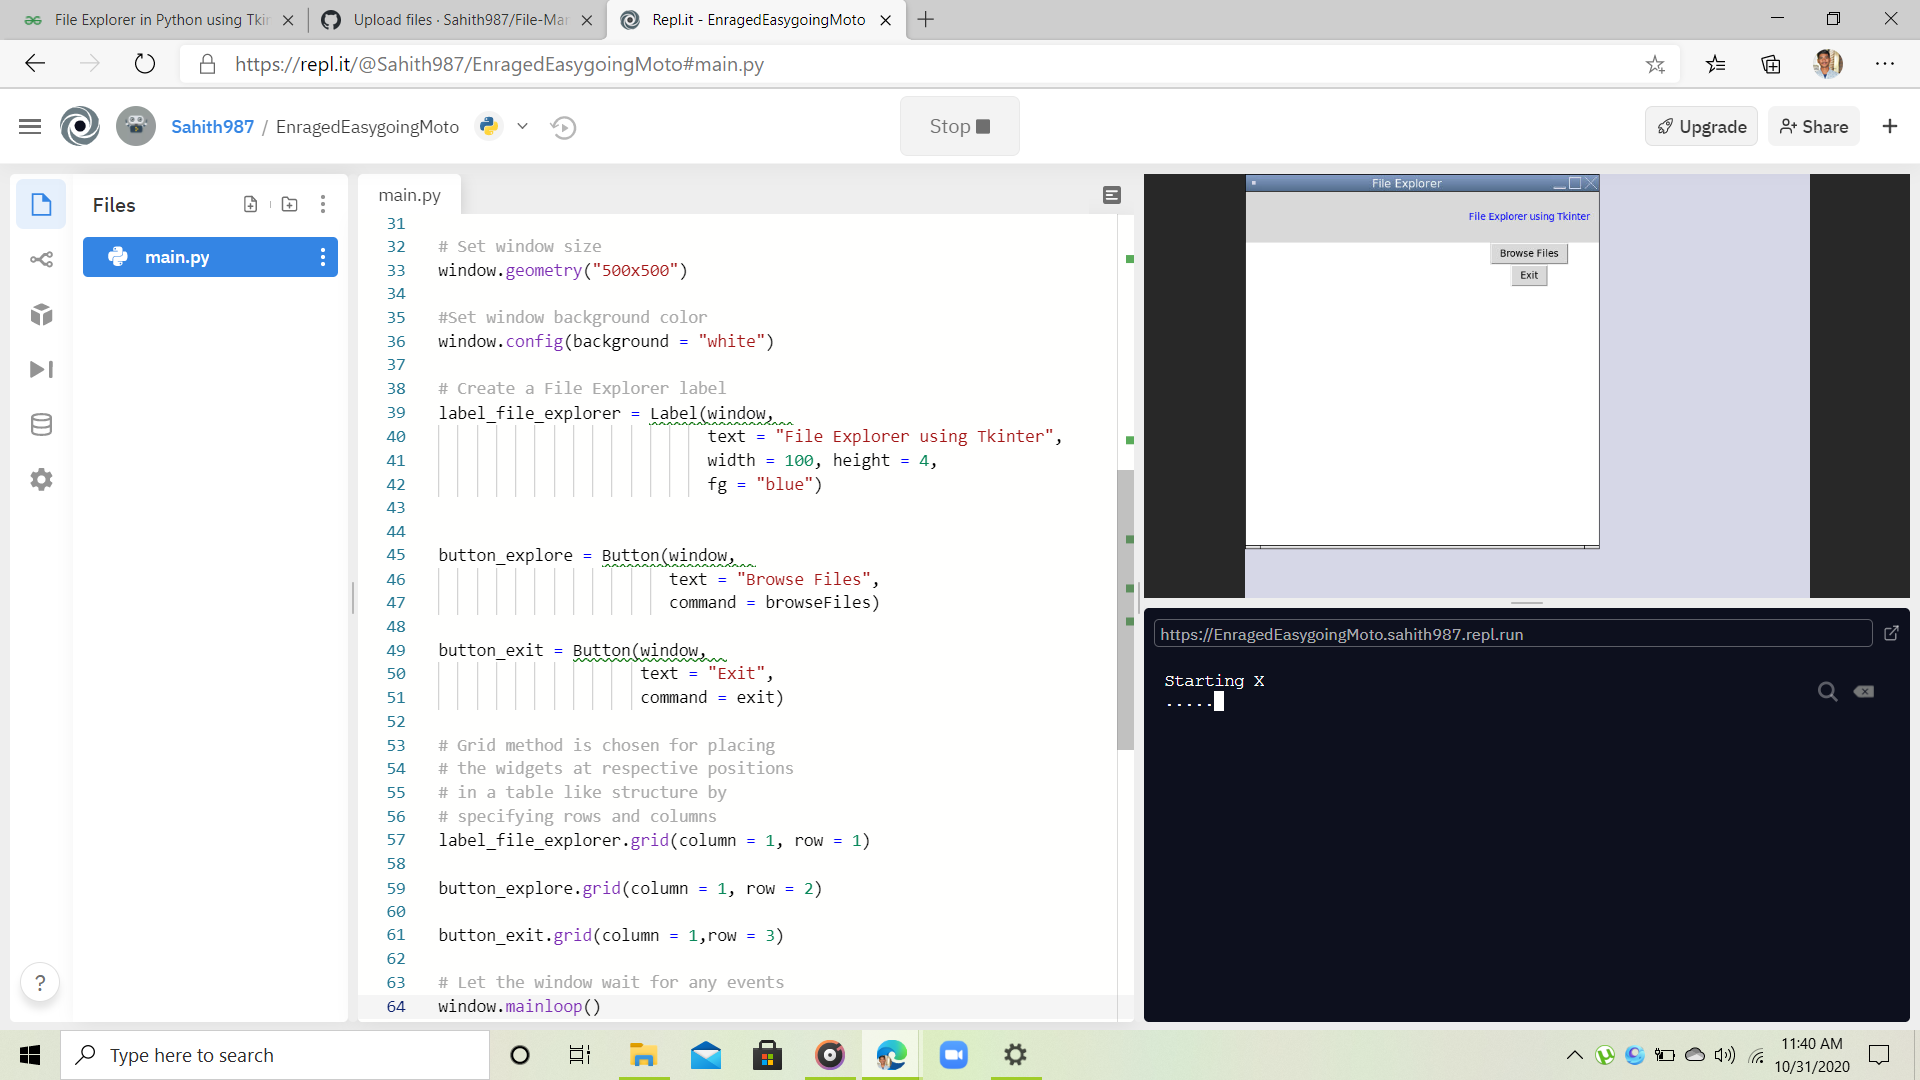 File Explorer in Python using Tkin
Upload files · Sahith987/File-Mar
Repl.it - EnragedEasygoingMoto
https://repl.it/@Sahith987/EnragedEasygoingMoto#main.py
Sahith987 / EnragedEasygoingMoto
Stop
Upgrade
Share
Files
main.py
main.py
31
32 # Set window size
33 window.geometry("500x500")
34
35 #Set window background color
36 window.config(background = "white")
37
38 # Create a File Explorer label
39 label_file_explorer = Label(window,
40 text = "File Explorer using Tkinter",
41 width = 100, height = 4,
42 fg = "blue")
43
44
45 button_explore = Button(window,
46 text = "Browse Files",
47 command = browseFiles)
48
49 button_exit = Button(window,
50 text = "Exit",
51 command = exit)
52
53 # Grid method is chosen for placing
54 # the widgets at respective positions
55 # in a table like structure by
56 # specifying rows and columns
57 label_file_explorer.grid(column = 1, row = 1)
58
59 button_explore.grid(column = 1, row = 2)
60
61 button_exit.grid(column = 1,row = 3)
62
63 # Let the window wait for any events
64 window.mainloop()
File Explorer
File Explorer using Tkinter
Browse Files
Exit
https://EnragedEasygoingMoto.sahith987.repl.run
Starting X
.....
?
Type here to search
11:40 AM
10/31/2020